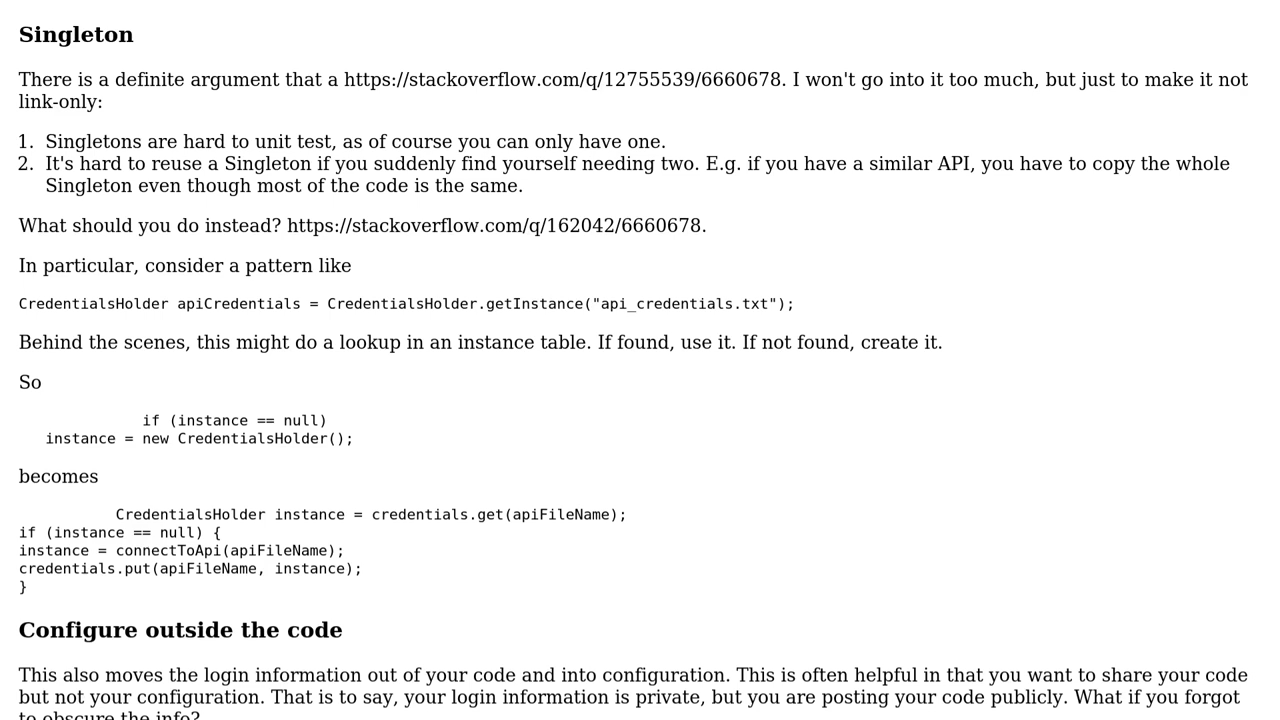 Singleton
There is a definite argument that a https://stackoverflow.com/q/12755539/6660678. I won't go into it too much, but just to make it not
link-only:
1. Singletons are hard to unit test, as of course you can only have one.
2. It's hard to reuse a Singleton if you suddenly find yourself needing two. E.g. if you have a similar API, you have to copy the whole
Singleton even though most of the code is the same.
What should you do instead? https://stackoverflow.com/q/162042/6660678.
In particular, consider a pattern like
CredentialsHolder apiCredentials = CredentialsHolder.getInstance("api_credentials.txt");
Behind the scenes, this might do a lookup in an instance table. If found, use it. If not found, create it.
So
if (instance == null)
instance = new CredentialsHolder();
becomes
CredentialsHolder instance = credentials.get(apiFileName);
if (instance == null) {
instance = connectToApi(apiFileName);
credentials.put(apiFileName, instance);
}
Configure outside the code
This also moves the login information out of your code and into configuration. This is often helpful in that you want to share your code
but not your configuration. That is to say, your login information is private, but you are posting your code publicly. What if you forgot
to obscure the info?